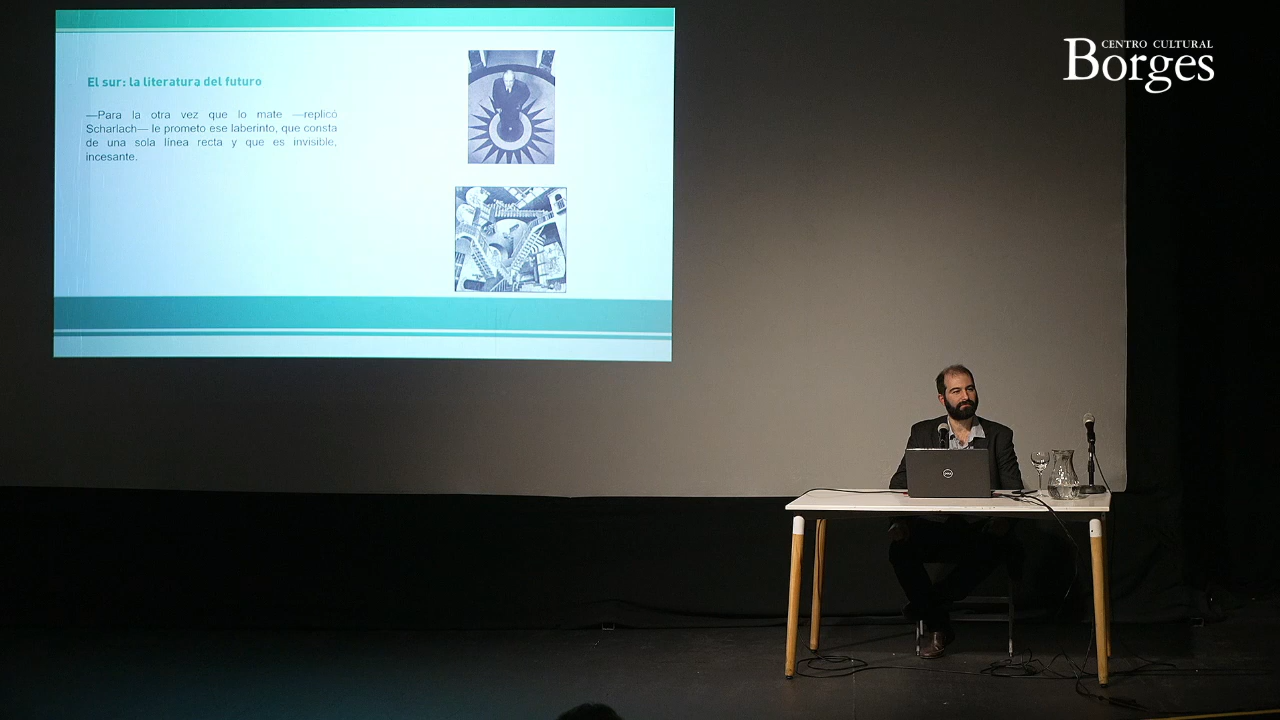 El sur: la literatura del futuro
—Para la otra vez que lo mate —replicó
Scharlach— le prometo ese laberinto, que consta
de una sola línea recta y que es invisible,
incesante.
CENTRO CULTURAL
Borges
DELL